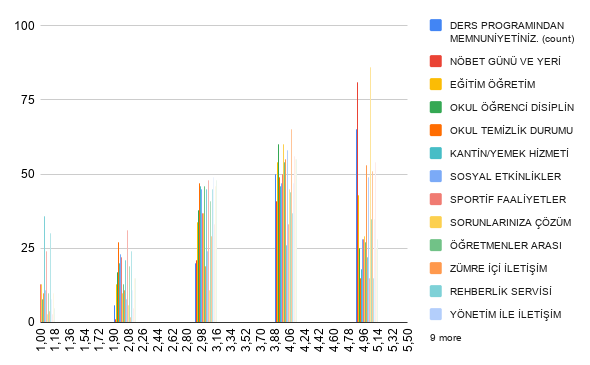 100
75
50
25
0
1,00
1,18
1,36
1,54
1,72
1,90
2,08
2,26
2,44
2,62
2,80
2,98
3,16
3,34
3,52
3,70
3,88
4,06
4,24
4,42
4,60
4,78
4,96
5,14
5,32
5,50
DERS PROGRAMINDAN
MEMNUNİYETİNİZ. (count)
NÖBET GÜNÜ VE YERİ
EĞİTİM ÖĞRETİM
OKUL ÖĞRENCİ DİSİPLİN
OKUL TEMİZLİK DURUMU
KANTİN/YEMEK HİZMETİ
SOSYAL ETKİNLİKLER
SPORTİF FAALİYETLER
SORUNLARINIZA ÇÖZÜM
ÖĞRETMENLER ARASI
ZÜMRE İÇİ İLETİŞİM
REHBERLİK SERVİSİ
YÖNETİM İLE İLETİŞİM
9 more